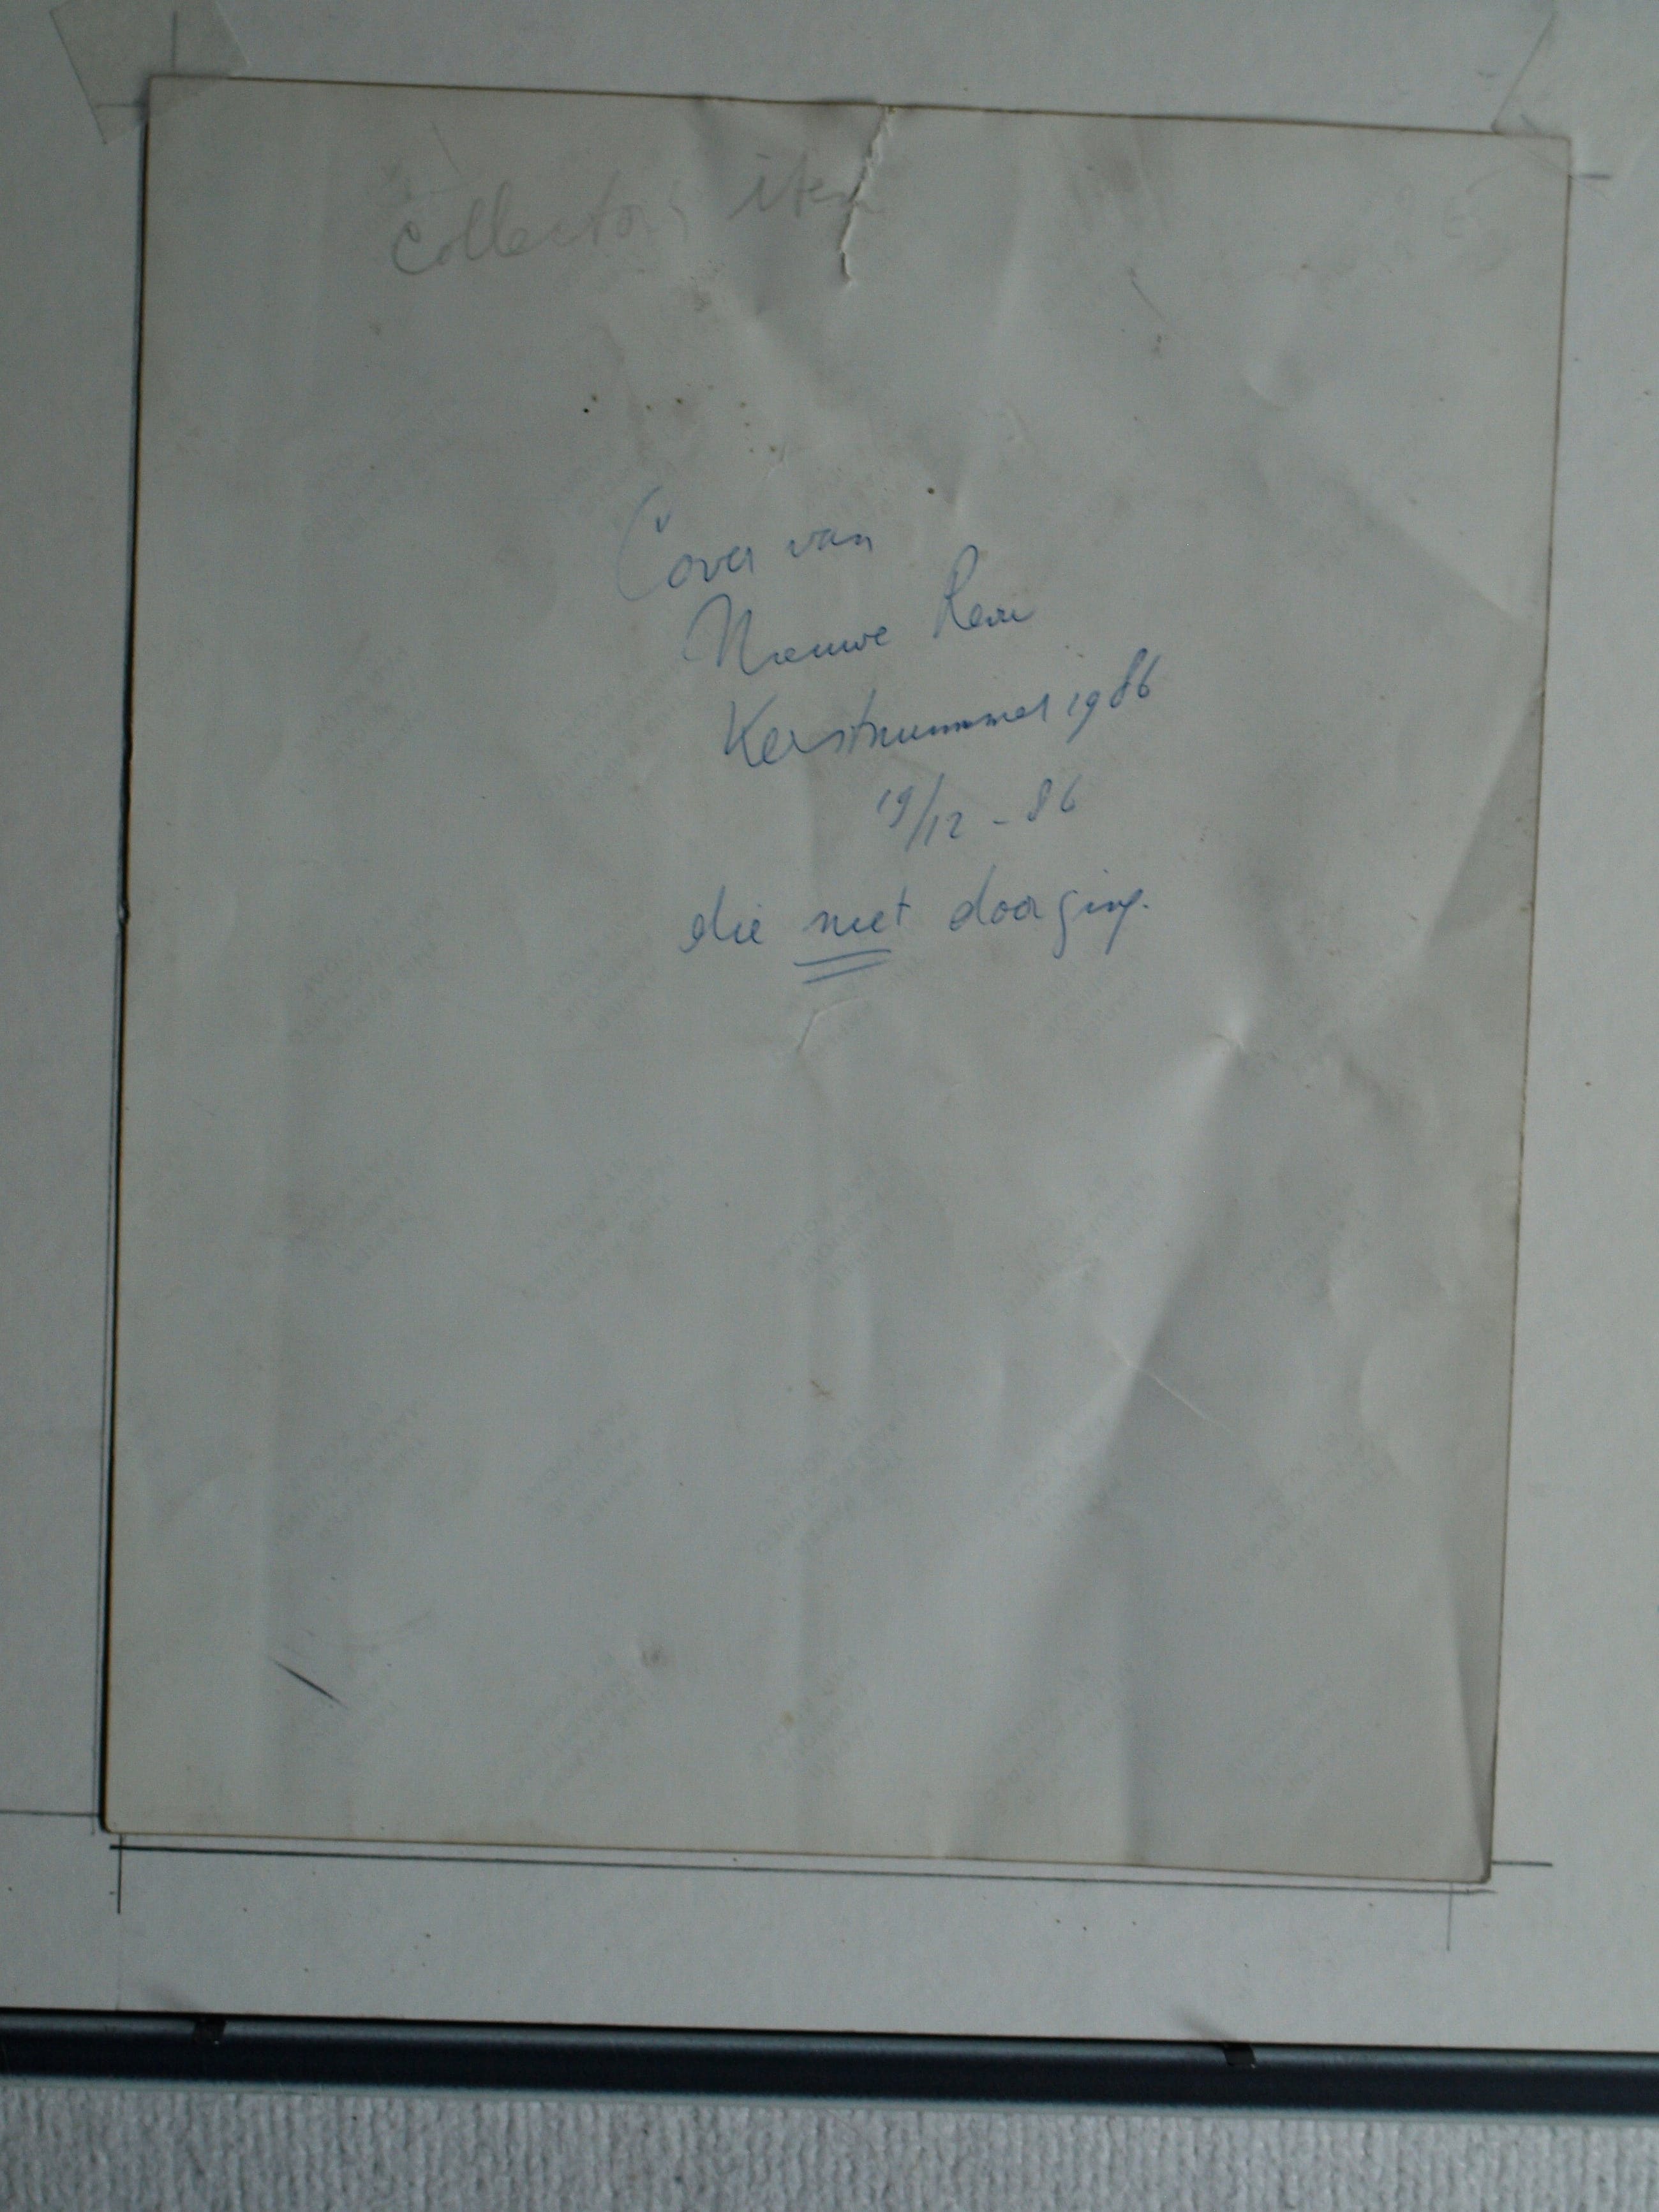 Collectors item
Cover van
Nieuwe Revu
Kerstnummer 1986
19/12 - 86
die niet doorging.